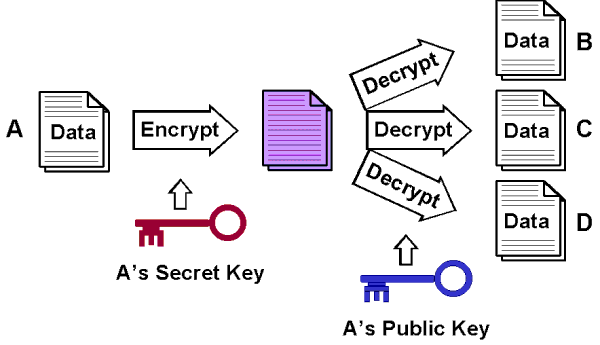 A
Data
Encrypt
A's Secret Key
Decrypt
Decrypt
Decrypt
A's Public Key
Data
B
Data
C
Data
D